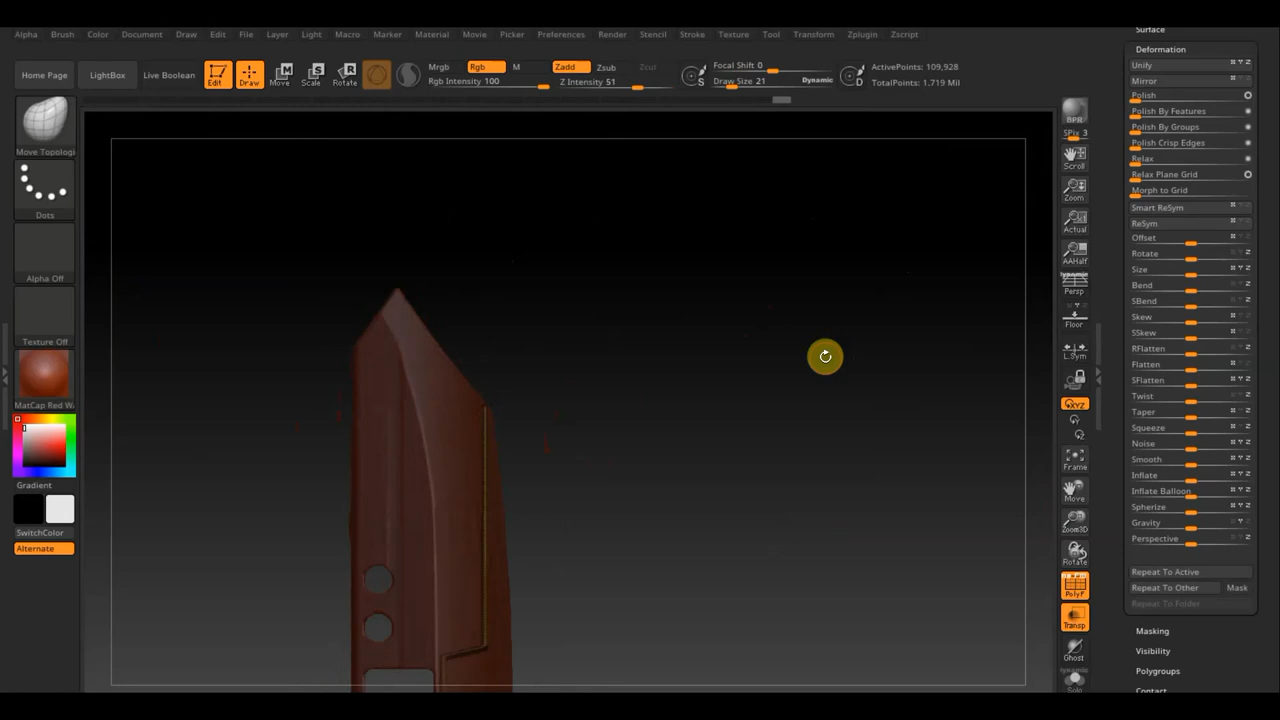 Alpha Brush Color Document Draw Edit File Layer Light Macro Marker Material Movie Picker Preferences Render Stencil Stroke Texture Tool Transform Zplugin Zscript
Home Page LightBox Live Boolean Edit Draw Move Scale Rotate
Mrgb Rgb M Zadd Zsub Cut
Rgb Intensity 100 Z Intensity 51
Focal Shift 0
Draw Size 21 Dynamic
S D
ActivePoints: 109,928
TotalPoints: 1.719 Mil
Move Topologi
Dots
Alpha Off
Texture Off
MatCap Red W
Gradient
SwitchColor
Alternate
BPR
SPix 3
Scroll
Zoom
Actual
AAHalf
dynamic
Persp
Floor
L.Sym
XYZ
Frame
Move
Zoom3D
Rotate
PolyF
Transp
Ghost
dynamic
Solo
Surface
Deformation
Unify
Mirror
Polish
Polish By Features
Polish By Groups
Polish Crisp Edges
Relax
Relax Plane Grid
Morph to Grid
Smart ReSym
ReSym
Offset
Rotate
Size
Bend
SBend
Skew
SSkew
RFlatten
Flatten
SFlatten
Twist
Taper
Squeeze
Noise
Smooth
Inflate
Inflate Balloon
Spherize
Gravity
Perspective
Repeat To Active
Repeat To Other Mask
Repeat To Folder
Masking
Visibility
Polygroups
Contact